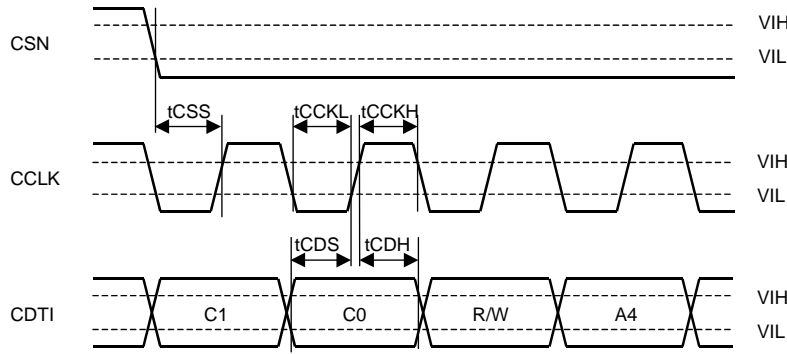 CSN
VIH
VIL
tCSS
tCCKL
tCCKH
CCLK
VIH
VIL
tCDS
tCDH
CDTI
C1
C0
R/W
A4
VIH
VIL